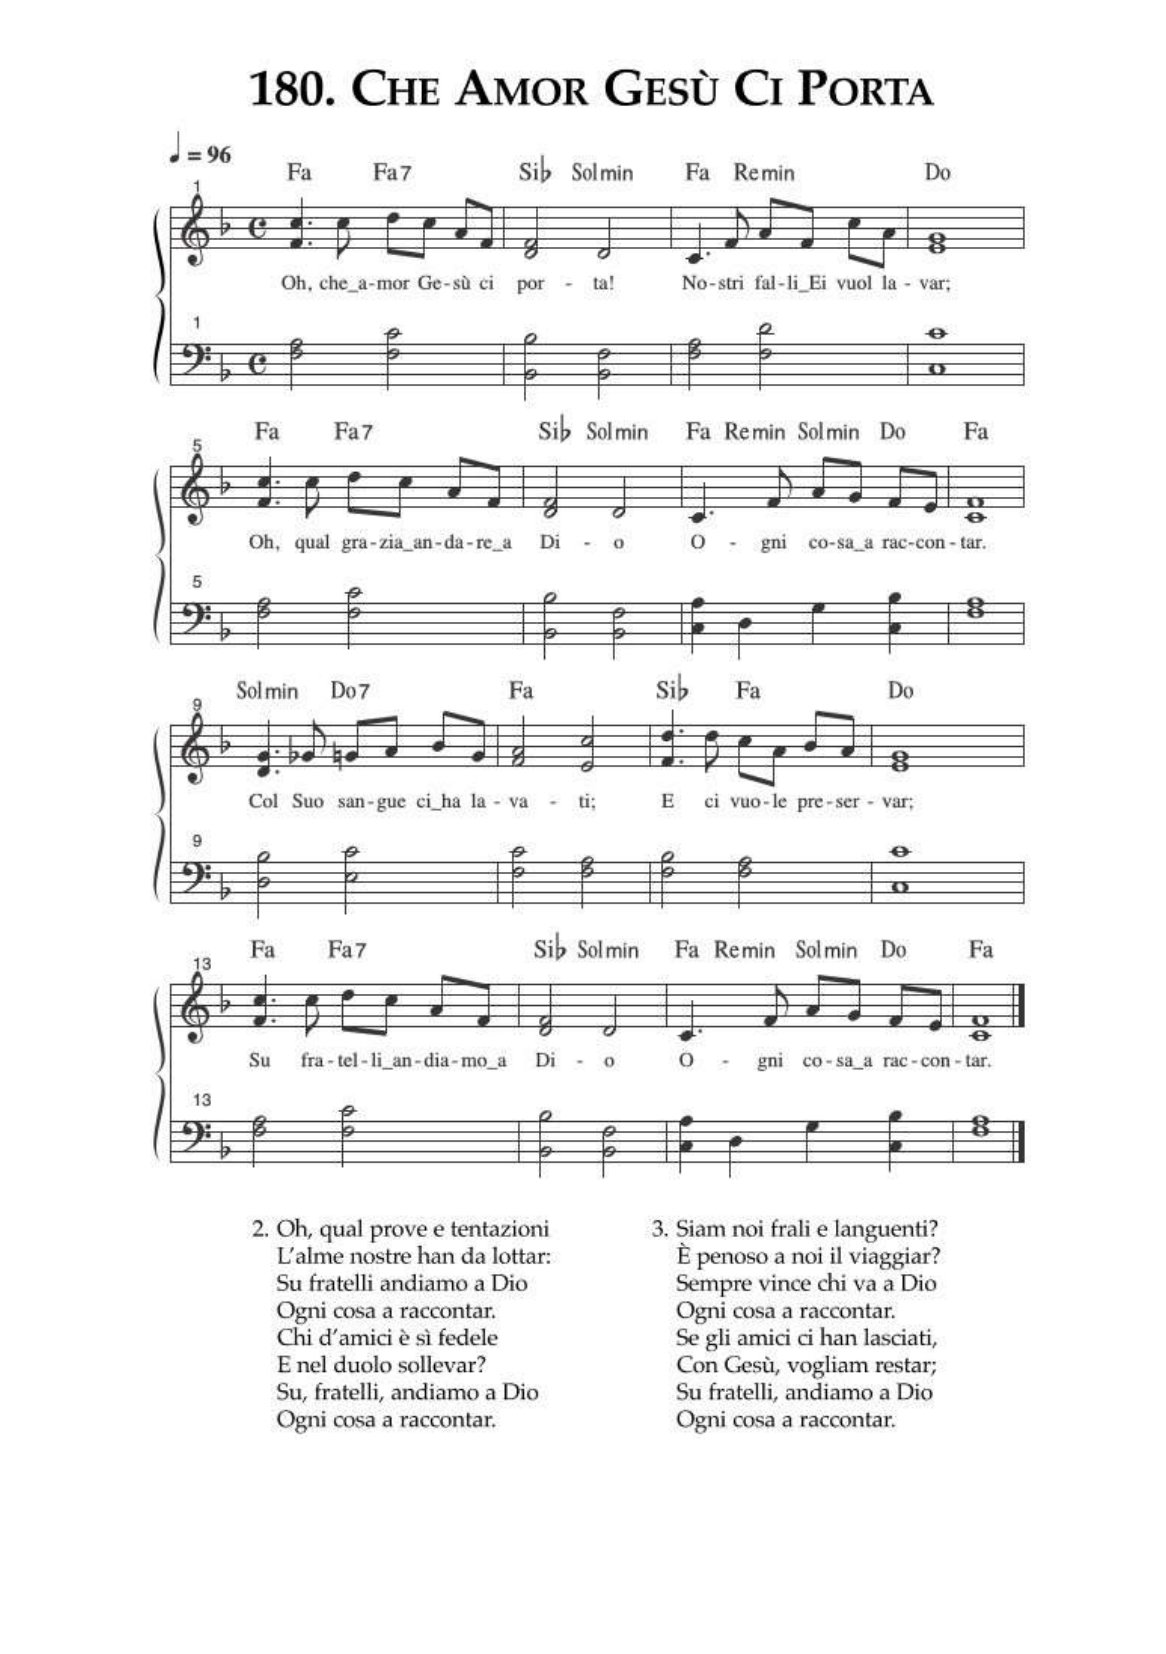 180. Che Amor Gesù Ci Porta
♩ = 96
Fa Fa7 Si♭ Solmin Fa Remin Do
1
Oh, che_a-mor Ge-sù ci por - ta! No-stri fal-li_Ei vuol la - var;
1
Fa Fa7 Si♭ Solmin Fa Remin Solmin Do Fa
5
Oh, qual gra-zia_an-da-re_a Di - o O - gni co-sa_a rac-con-tar.
5
Solmin Do7 Fa Si♭ Fa Do
9
Col Suo san-gue ci_ha la - va - ti; E ci vuo-le pre-ser - var;
9
Fa Fa7 Si♭ Solmin Fa Remin Solmin Do Fa
13
Su fra-tel-li_an-dia-mo_a Di - o O - gni co-sa_a rac-con-tar.
13
2. Oh, qual prove e tentazioni
L'alme nostre han da lottar:
Su fratelli andiamo a Dio
Ogni cosa a raccontar.
Chi d'amici è sì fedele
E nel duolo sollevar?
Su, fratelli, andiamo a Dio
Ogni cosa a raccontar.
3. Siam noi frali e languenti?
È penoso a noi il viaggiar?
Sempre vince chi va a Dio
Ogni cosa a raccontar.
Se gli amici ci han lasciati,
Con Gesù, vogliam restar;
Su fratelli, andiamo a Dio
Ogni cosa a raccontar.